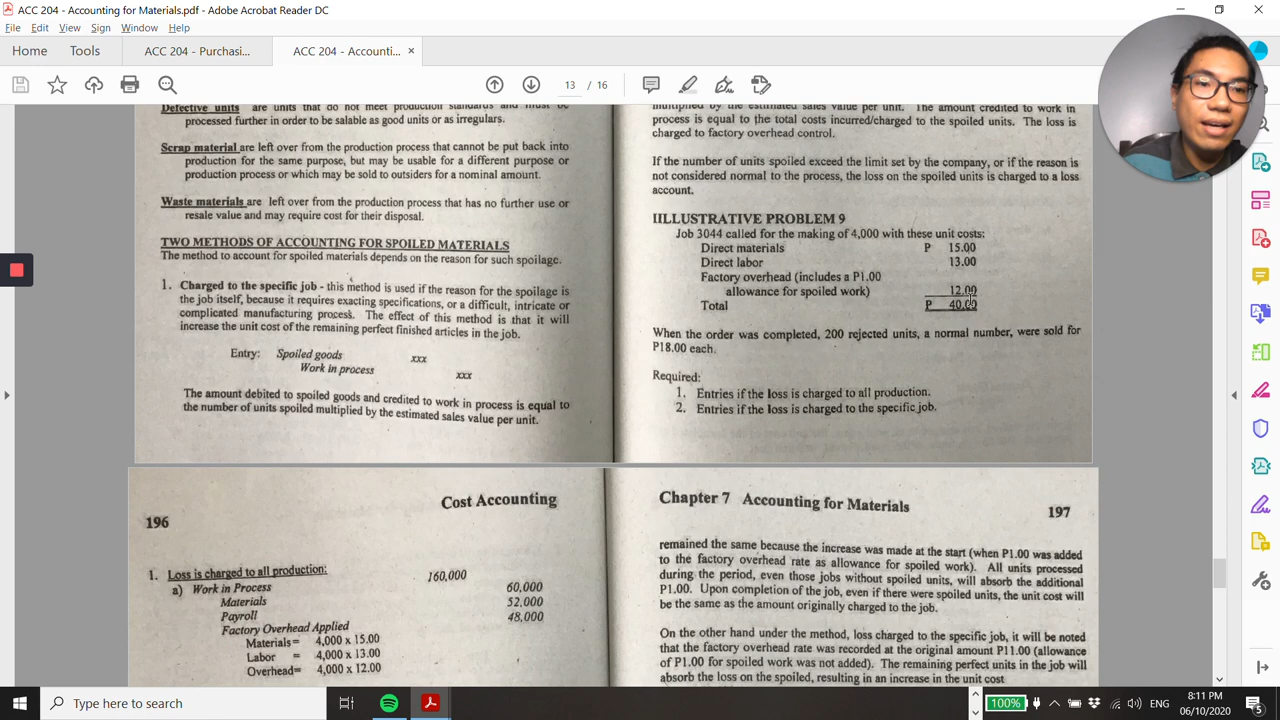 ACC 204 - Accounting for Materials.pdf - Adobe Acrobat Reader DC
File Edit View Sign Window Help
Home Tools ACC 204 - Purchasi... ACC 204 - Accounti... ×
13 / 16
Defective units are units that do not meet production standards and must be
processed further in order to be salable as good units or as irregulars.
Scrap material are left over from the production process that cannot be put back into
production for the same purpose, but may be usable for a different purpose or
production process or which may be sold to outsiders for a nominal amount.
Waste materials are left over from the production process that has no further use or
resale value and may require cost for their disposal.
TWO METHODS OF ACCOUNTING FOR SPOILED MATERIALS
The method to account for spoiled materials depends on the reason for such spoilage.
1. Charged to the specific job - this method is used if the reason for the spoilage is
the job itself, because it requires exacting specifications, or a difficult, intricate or
complicated manufacturing process. The effect of this method is that it will
increase the unit cost of the remaining perfect finished articles in the job.
Entry: Spoiled goods xxx
Work in process xxx
The amount debited to spoiled goods and credited to work in process is equal to
the number of units spoiled multiplied by the estimated sales value per unit.
multiplied by the estimated sales value per unit. The amount credited to work in
process is equal to the total costs incurred/charged to the spoiled units. The loss is
charged to factory overhead control.
If the number of units spoiled exceed the limit set by the company, or if the reason is
not considered normal to the process, the loss on the spoiled units is charged to a loss
account.
IILLUSTRATIVE PROBLEM 9
Job 3044 called for the making of 4,000 with these unit costs:
Direct materials P 15.00
Direct labor 13.00
Factory overhead (includes a P1.00
allowance for spoiled work) 12.00
Total P 40.00
When the order was completed, 200 rejected units, a normal number, were sold for
P18.00 each.
Required:
1. Entries if the loss is charged to all production.
2. Entries if the loss is charged to the specific job.
196 Cost Accounting
1. Loss is charged to all production:
a) Work in Process 160,000
Materials 60,000
Payroll 52,000
Factory Overhead Applied 48,000
Materials= 4,000 x 15.00
Labor = 4,000 x 13.00
Overhead= 4,000 x 12.00
Chapter 7 Accounting for Materials 197
remained the same because the increase was made at the start (when P1.00 was added
to the factory overhead rate as allowance for spoiled work). All units processed
during the period, even those jobs without spoiled units, will absorb the additional
P1.00. Upon completion of the job, even if there were spoiled units, the unit cost will
be the same as the amount originally charged to the job.
On the other hand under the method, loss charged to the specific job, it will be noted
that the factory overhead rate was recorded at the original amount P11.00 (allowance
of P1.00 for spoiled work was not added). The remaining perfect units in the job will
absorb the loss on the spoiled, resulting in an increase in the unit cost
Type here to search
100%
ENG
8:11 PM
06/10/2020
5